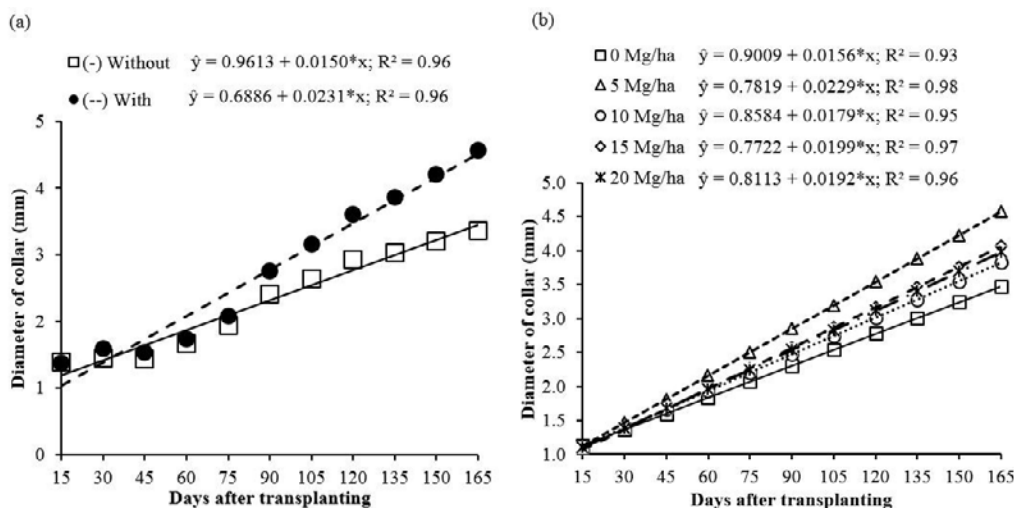 (a)
(-) Without ŷ = 0.9613 + 0.0150*x; R² = 0.96
(--) With ŷ = 0.6886 + 0.0231*x; R² = 0.96
5
4
3
2
1
0
Diameter of collar (mm)
15 30 45 60 75 90 105 120 135 150 165
Days after transplanting
(b)
0 Mg/ha ŷ = 0.9009 + 0.0156*x; R² = 0.93
5 Mg/ha ŷ = 0.7819 + 0.0229*x; R² = 0.98
10 Mg/ha ŷ = 0.8584 + 0.0179*x; R² = 0.95
15 Mg/ha ŷ = 0.7722 + 0.0199*x; R² = 0.97
20 Mg/ha ŷ = 0.8113 + 0.0192*x; R² = 0.96
5.0
4.5
4.0
3.5
3.0
2.5
2.0
1.5
1.0
Diameter of collar (mm)
15 30 45 60 75 90 105 120 135 150 165
Days after transplanting